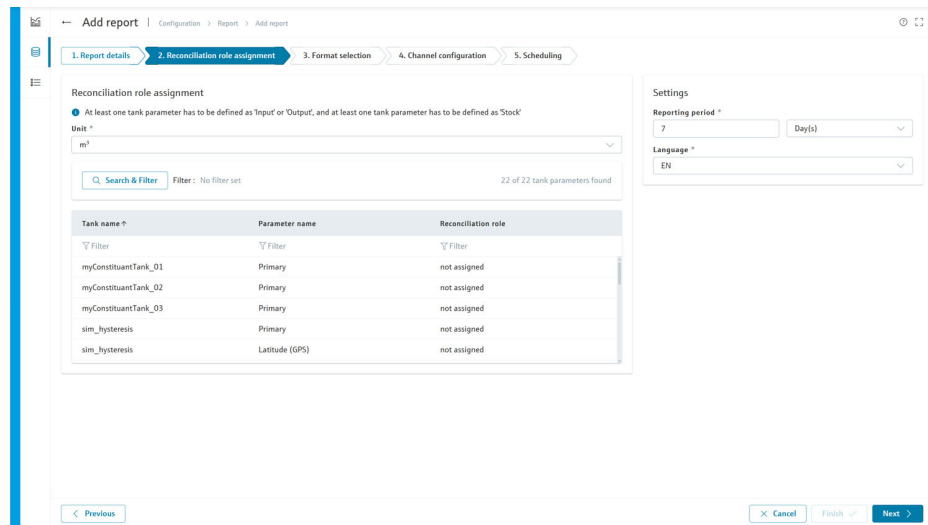 ← Add report | Configuration > Report > Add report
1. Report details 2. Reconciliation role assignment 3. Format selection 4. Channel configuration 5. Scheduling
Reconciliation role assignment
At least one tank parameter has to be defined as 'Input' or 'Output', and at least one tank parameter has to be defined as 'Stock'
Unit *
m³
Search & Filter Filter : No filter set 22 of 22 tank parameters found
Tank name ↑ Parameter name Reconciliation role
Filter Filter Filter
myConstituantTank_01 Primary not assigned
myConstituantTank_02 Primary not assigned
myConstituantTank_03 Primary not assigned
sim_hysteresis Primary not assigned
sim_hysteresis Latitude (GPS) not assigned
Settings
Reporting period *
7 Day(s)
Language *
EN
< Previous × Cancel Finish ✓ Next >